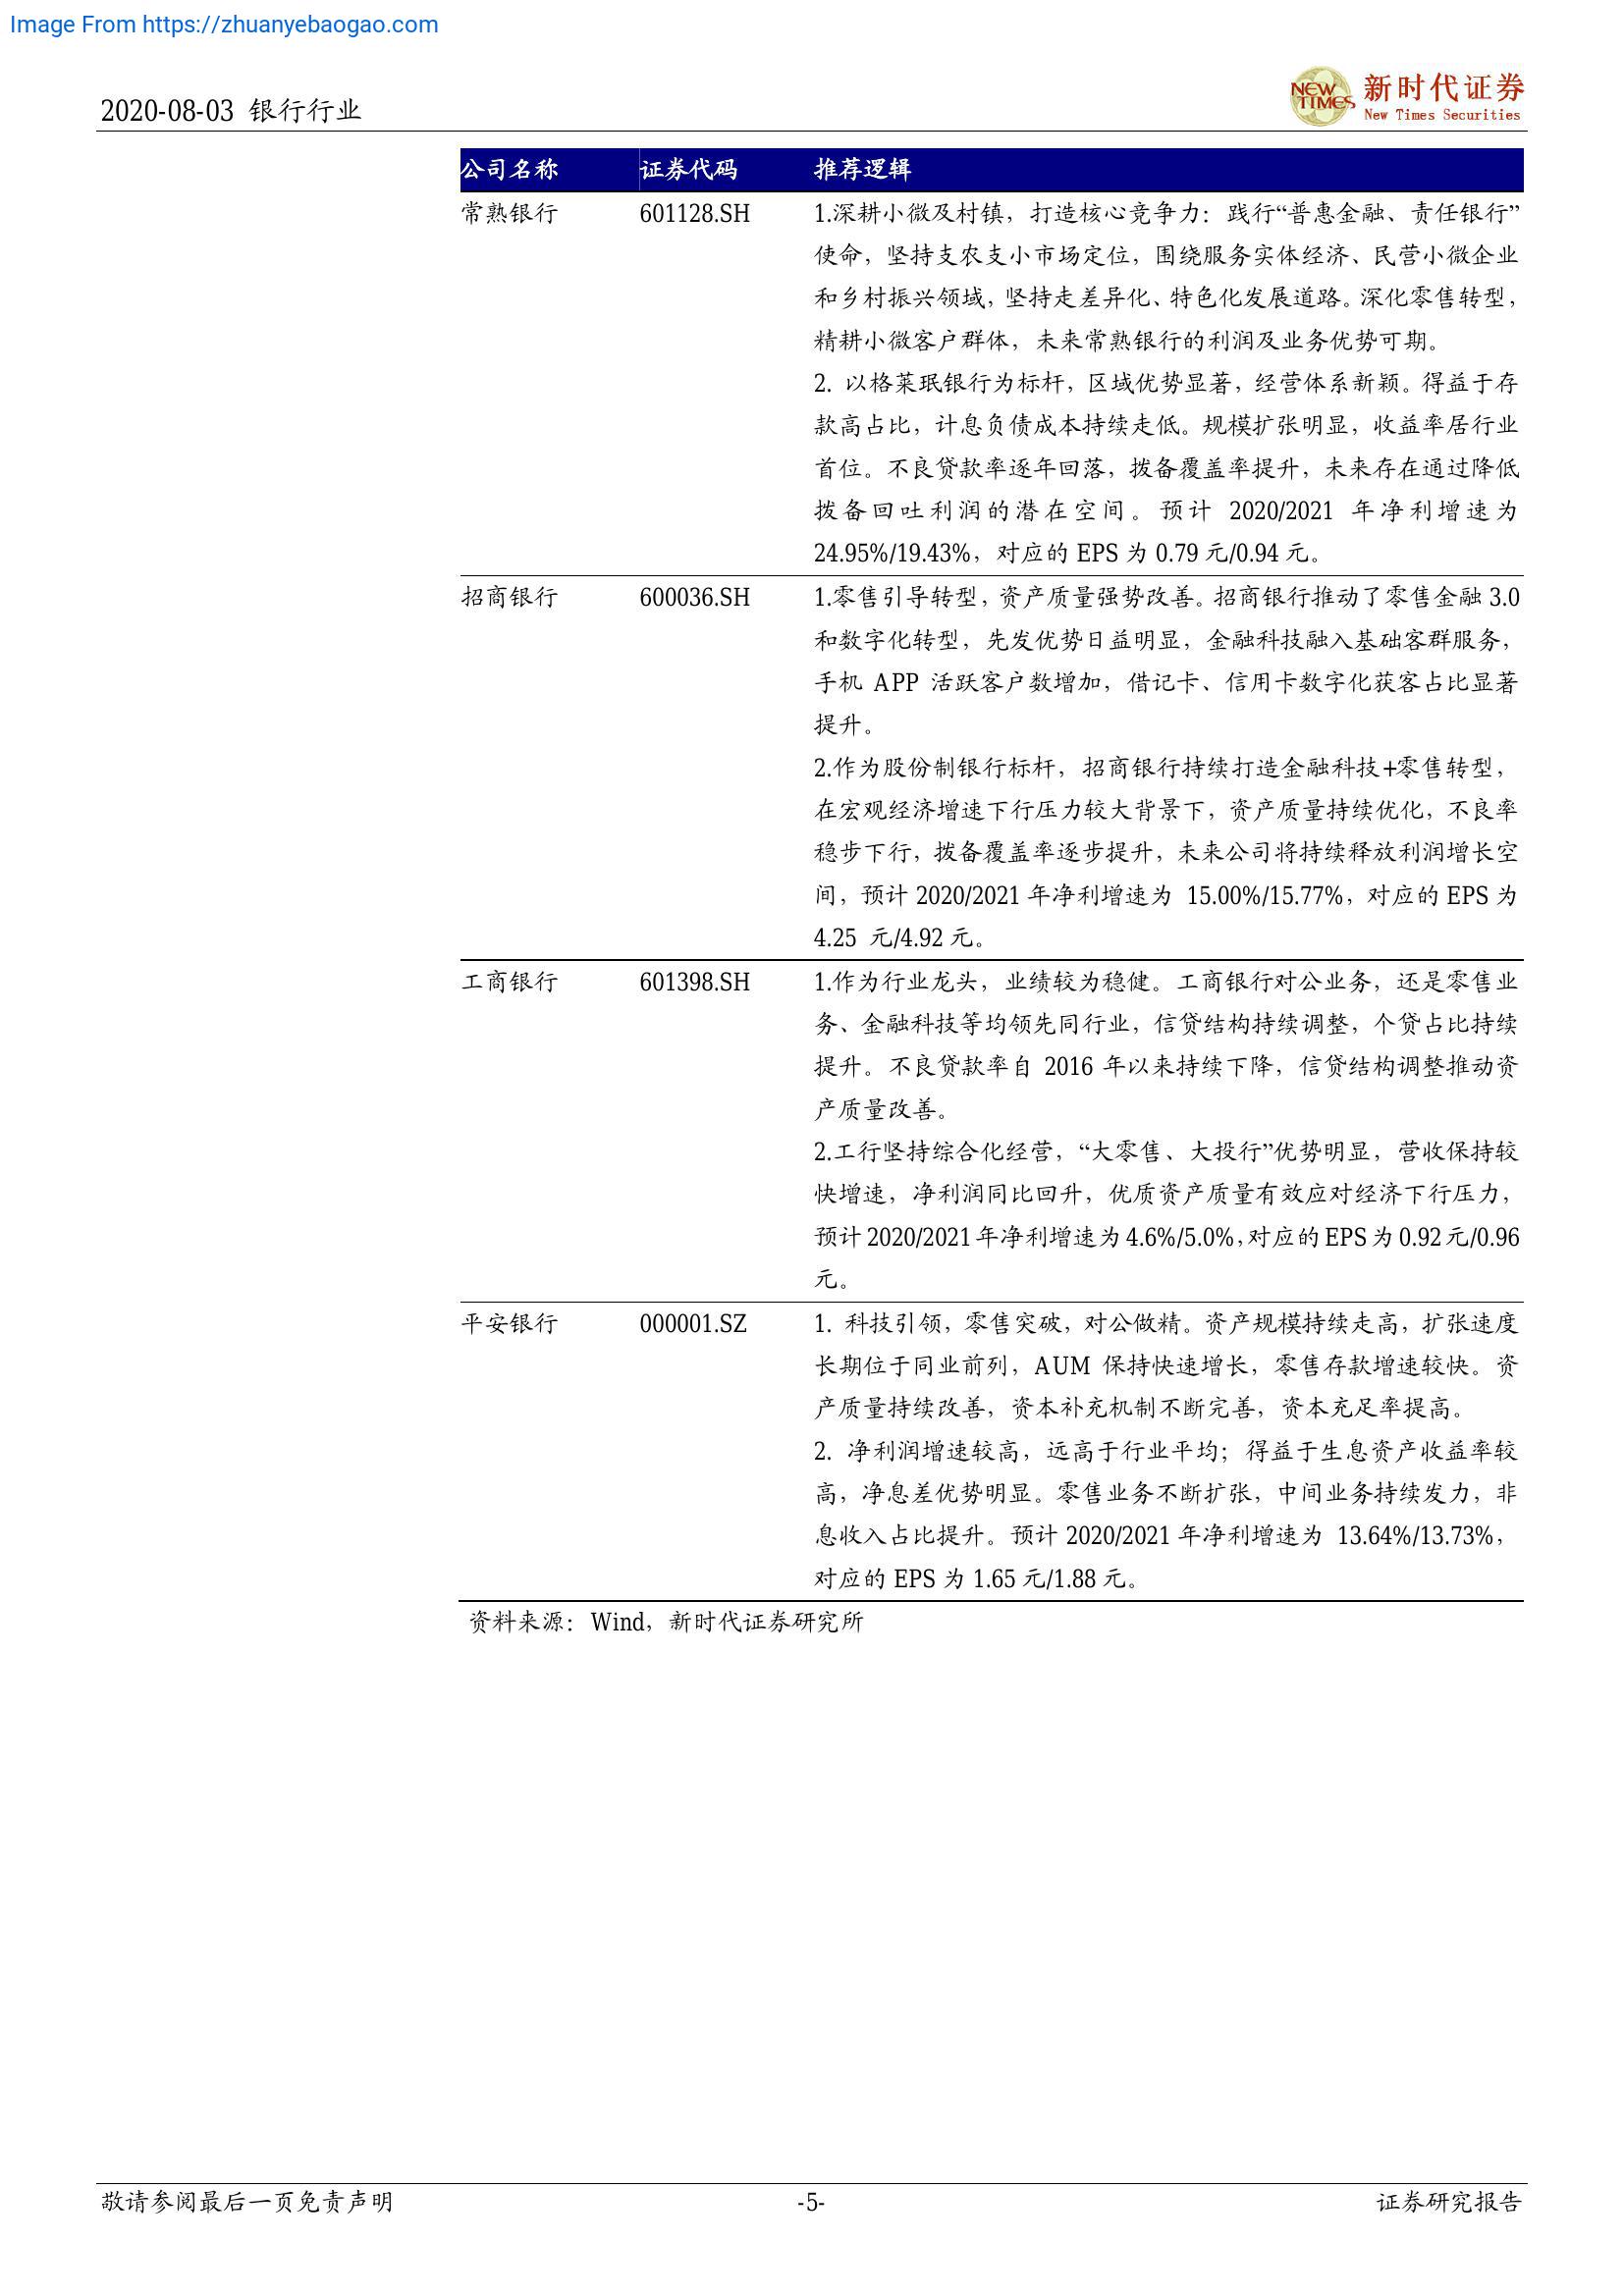 Image From https://zhuanyebaogao.com
2020-08-03 银行行业
NEW TIMES
新时代证券
New Times Securities
公司名称 证券代码 推荐逻辑
常熟银行 601128.SH 1.深耕小微及村镇，打造核心竞争力：践行“普惠金融、责任银行”
使命，坚持支农支小市场定位，围绕服务实体经济、民营小微企业
和乡村振兴领域，坚持走差异化、特色化发展道路。深化零售转型，
精耕小微客户群体，未来常熟银行的利润及业务优势可期。
2. 以格莱珉银行为标杆，区域优势显著，经营体系新颖。得益于存
款高占比，计息负债成本持续走低。规模扩张明显，收益率居行业
首位。不良贷款率逐年回落，拨备覆盖率提升，未来存在通过降低
拨备回吐利润的潜在空间。预计 2020/2021 年净利增速为
24.95%/19.43%，对应的 EPS 为 0.79 元/0.94 元。
招商银行 600036.SH 1.零售引导转型，资产质量强势改善。招商银行推动了零售金融 3.0
和数字化转型，先发优势日益明显，金融科技融入基础客群服务，
手机 APP 活跃客户数增加，借记卡、信用卡数字化获客占比显著
提升。
2.作为股份制银行标杆，招商银行持续打造金融科技+零售转型，
在宏观经济增速下行压力较大背景下，资产质量持续优化，不良率
稳步下行，拨备覆盖率逐步提升，未来公司将持续释放利润增长空
间，预计 2020/2021 年净利增速为 15.00%/15.77%，对应的 EPS 为
4.25 元/4.92 元。
工商银行 601398.SH 1.作为行业龙头，业绩较为稳健。工商银行对公业务，还是零售业
务、金融科技等均领先同行业，信贷结构持续调整，个贷占比持续
提升。不良贷款率自 2016 年以来持续下降，信贷结构调整推动资
产质量改善。
2.工行坚持综合化经营，“大零售、大投行”优势明显，营收保持较
快增速，净利润同比回升，优质资产质量有效应对经济下行压力，
预计 2020/2021 年净利增速为 4.6%/5.0%，对应的 EPS 为 0.92 元/0.96
元。
平安银行 000001.SZ 1. 科技引领，零售突破，对公做精。资产规模持续走高，扩张速度
长期位于同业前列，AUM 保持快速增长，零售存款增速较快。资
产质量持续改善，资本补充机制不断完善，资本充足率提高。
2. 净利润增速较高，远高于行业平均；得益于生息资产收益率较
高，净息差优势明显。零售业务不断扩张，中间业务持续发力，非
息收入占比提升。预计 2020/2021 年净利增速为 13.64%/13.73%，
对应的 EPS 为 1.65 元/1.88 元。
资料来源：Wind，新时代证券研究所
敬请参阅最后一页免责声明 -5- 证券研究报告